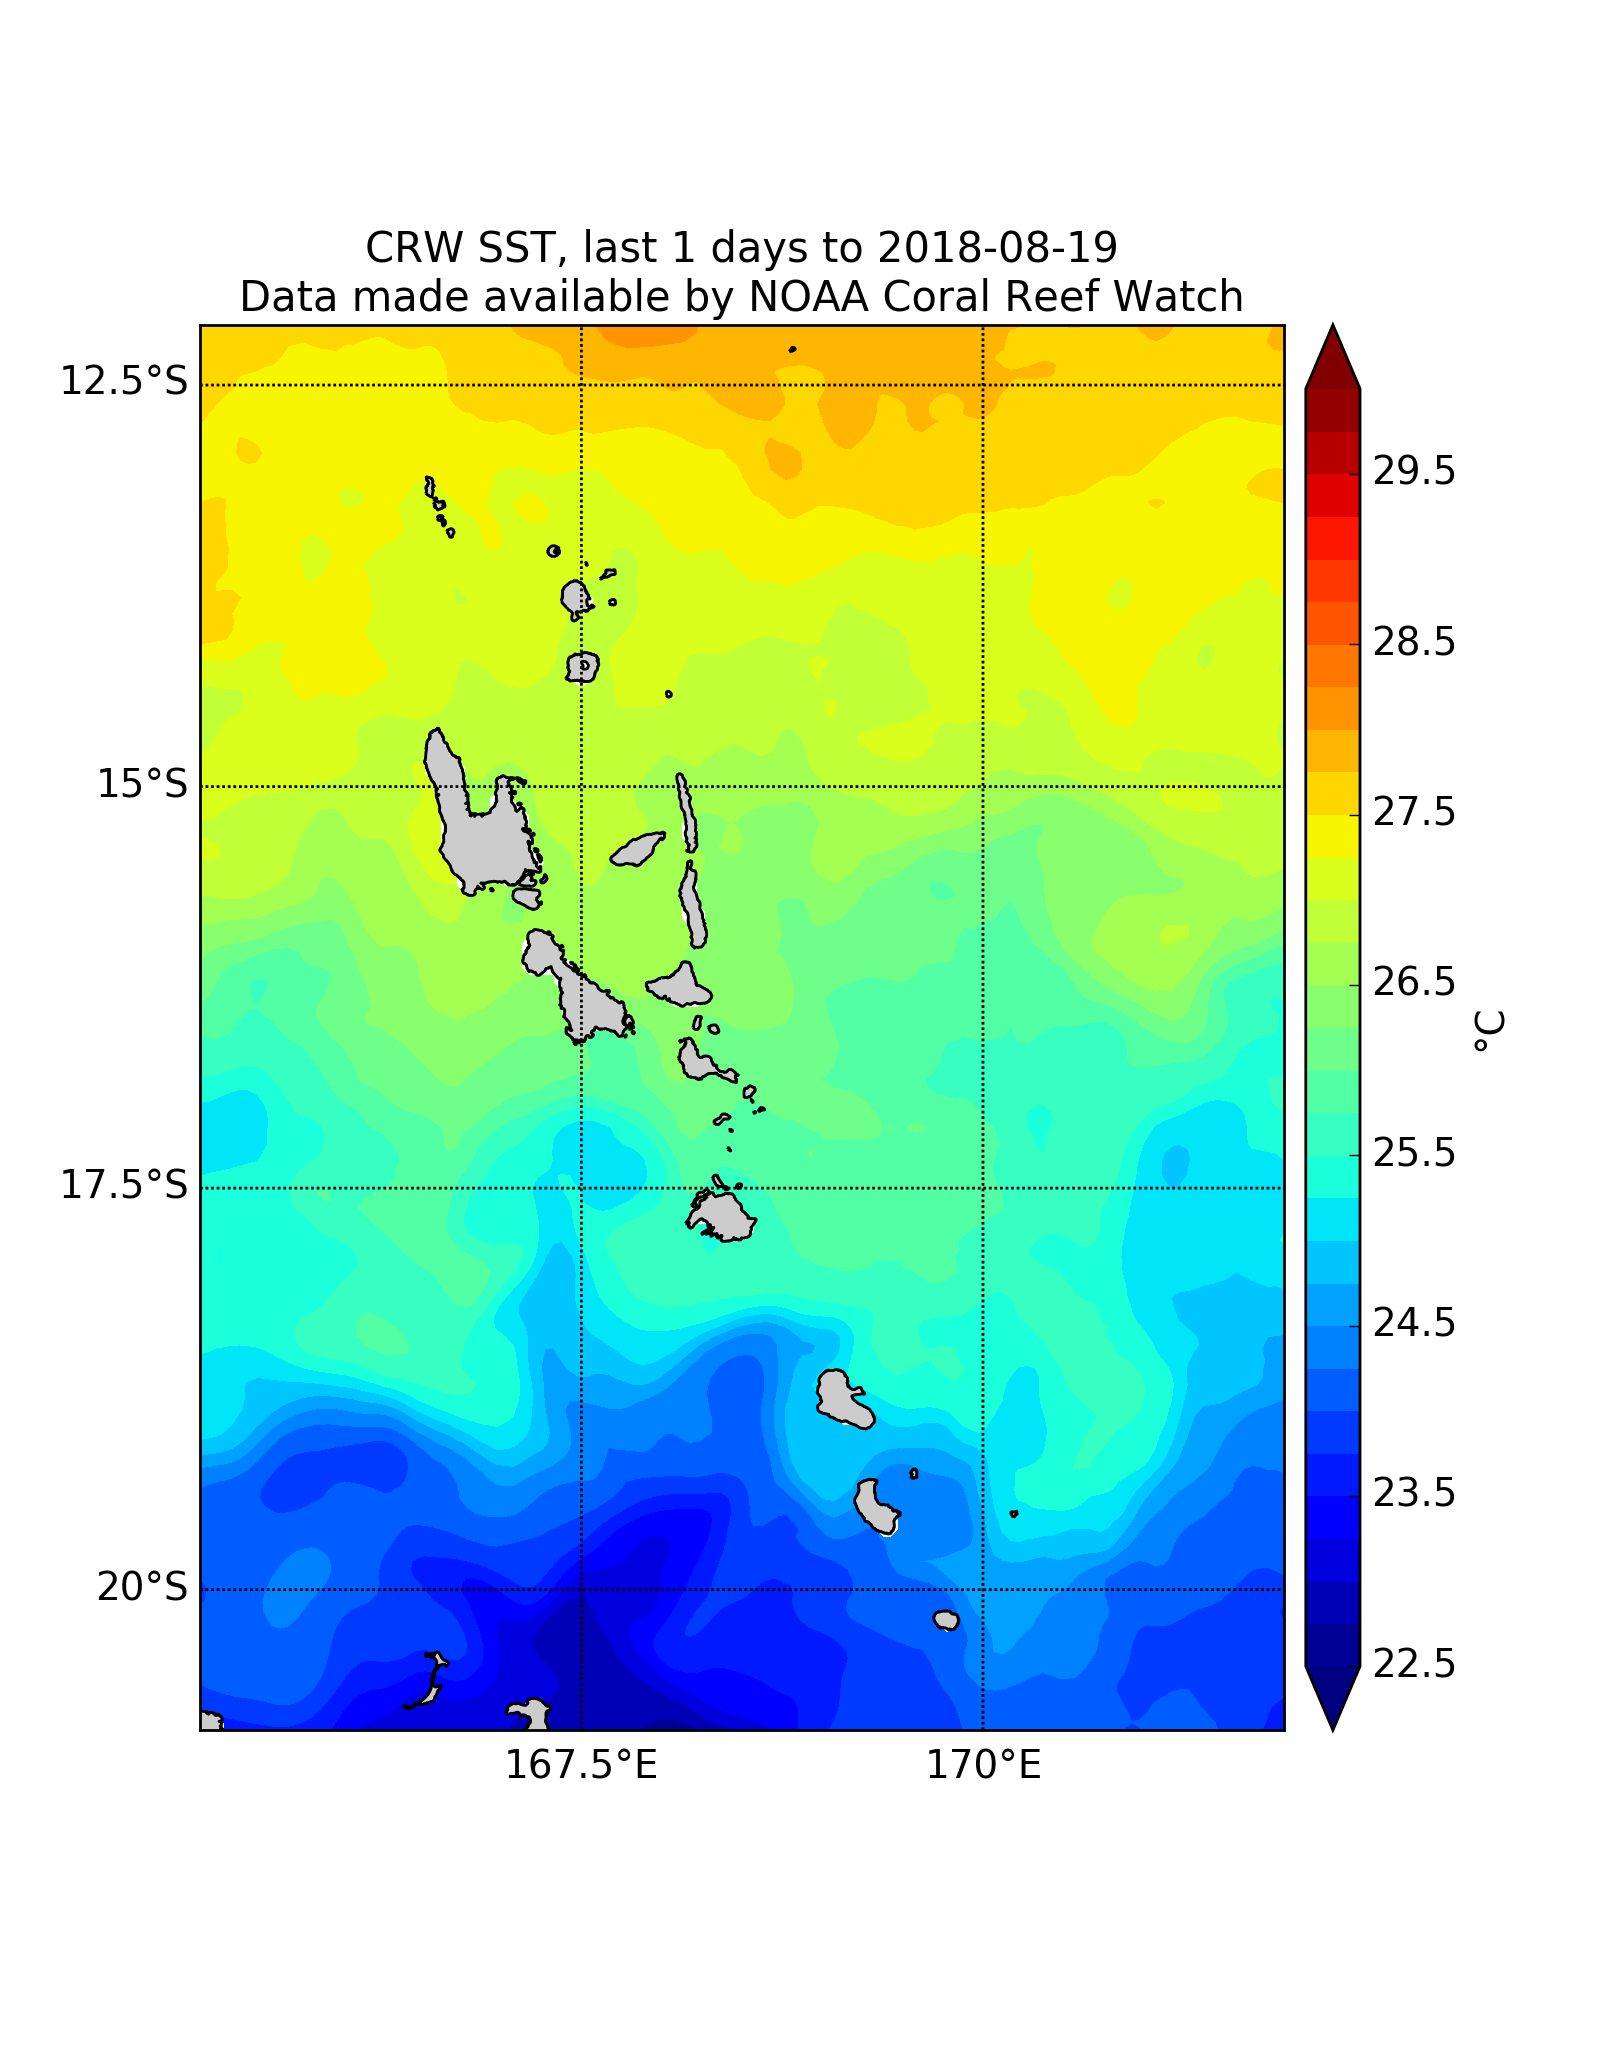 CRW SST, last 1 days to 2018-08-19
Data made available by NOAA Coral Reef Watch
12.5°S
15°S
17.5°S
20°S
167.5°E
170°E
29.5
28.5
27.5
26.5
25.5
24.5
23.5
22.5
°C